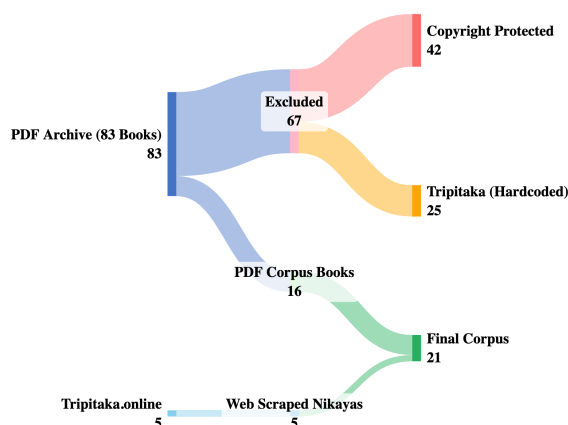 Copyright Protected
42
Excluded
67
PDF Archive (83 Books)
83
Tripitaka (Hardcoded)
25
PDF Corpus Books
16
Final Corpus
21
Tripitaka.online
5
Web Scraped Nikayas
5